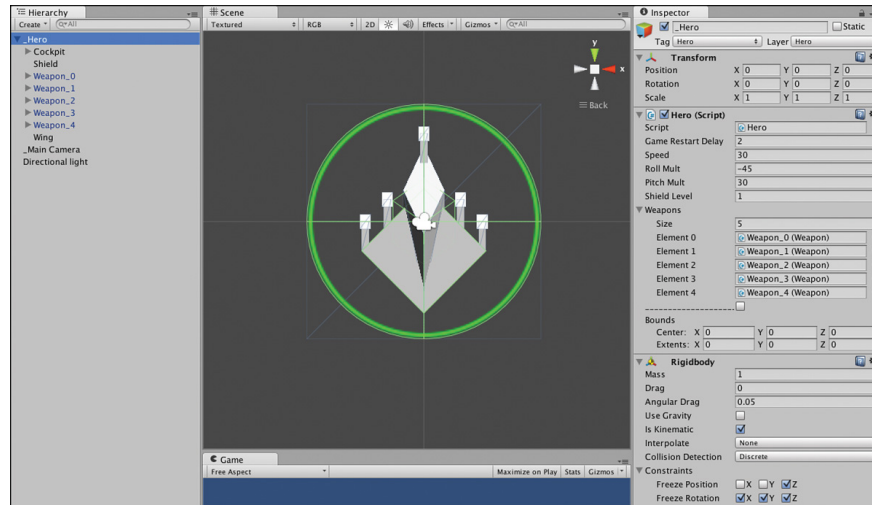 Hierarchy
Create
All
_Hero
Cockpit
Shield
Weapon_0
Weapon_1
Weapon_2
Weapon_3
Weapon_4
Wing
_Main Camera
Directional light
Scene
Textured RGB 2D Effects Gizmos All
y
x
Back
Game
Free Aspect Maximize on Play Stats Gizmos
Inspector
_Hero Static
Tag Hero Layer Hero
Transform
Position X 0 Y 0 Z 0
Rotation X 0 Y 0 Z 0
Scale X 1 Y 1 Z 1
Hero (Script)
Script Hero
Game Restart Delay 2
Speed 30
Roll Mult -45
Pitch Mult 30
Shield Level 1
Weapons
Size 5
Element 0 Weapon_0 (Weapon)
Element 1 Weapon_1 (Weapon)
Element 2 Weapon_2 (Weapon)
Element 3 Weapon_3 (Weapon)
Element 4 Weapon_4 (Weapon)
Bounds
Center: X 0 Y 0 Z 0
Extents: X 0 Y 0 Z 0
Rigidbody
Mass 1
Drag 0
Angular Drag 0.05
Use Gravity
Is Kinematic
Interpolate None
Collision Detection Discrete
Constraints
Freeze Position X Y Z
Freeze Rotation X Y Z